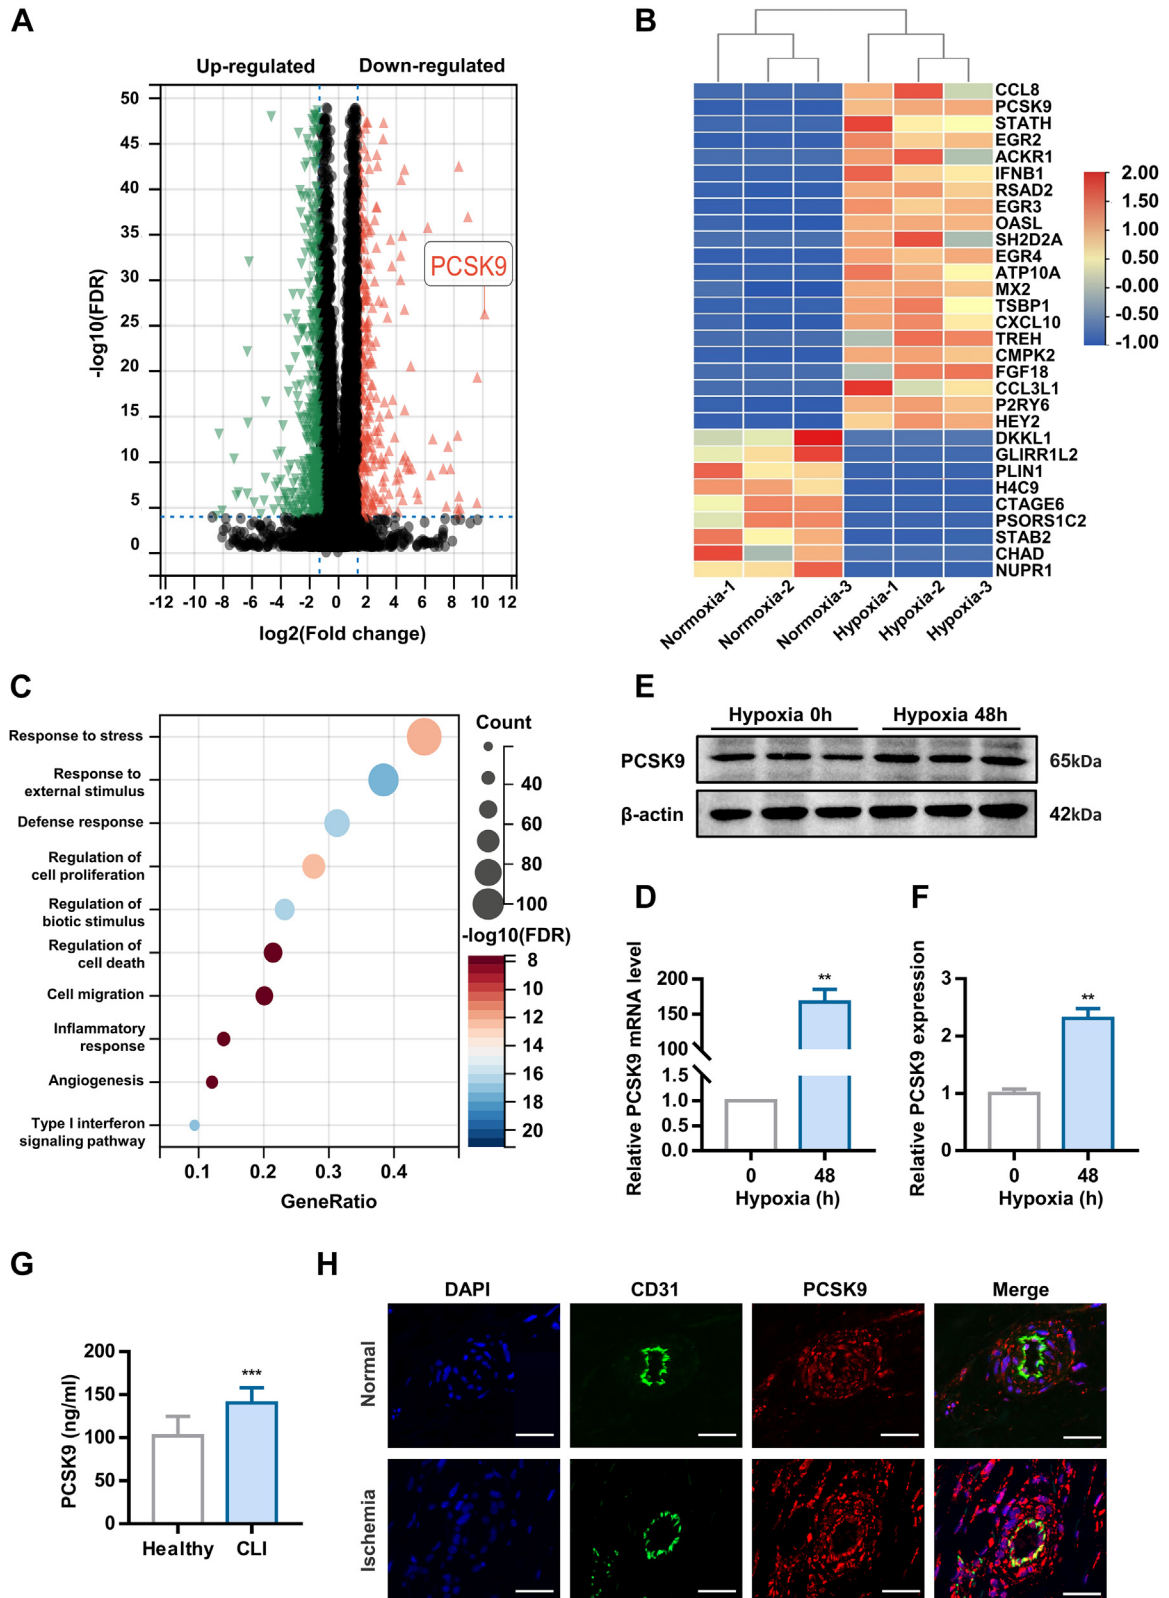 A
Up-regulated
Down-regulated
50
45
40
35
30
25
20
15
10
5
0
-log10(FDR)
PCSK9
-12 -10 -8 -6 -4 -2 0 2 4 6 8 10 12
log2(Fold change)
B
CCL8
PCSK9
STATH
EGR2
ACKR1
IFNB1
RSAD2
EGR3
OASL
SH2D2A
EGR4
ATP10A
MX2
TSBP1
CXCL10
TREH
CMPK2
FGF18
CCL3L1
P2RY6
HEY2
DKKL1
GLIRR1L2
PLIN1
H4C9
CTAGE6
PSORS1C2
STAB2
CHAD
NUPR1
Normoxia-1
Normoxia-2
Normoxia-3
Hypoxia-1
Hypoxia-2
Hypoxia-3
2.00
1.00
0.50
-0.00
-0.50
-1.00
C
Response to stress
Response to
external stimulus
Defense response
Regulation of
cell proliferation
Regulation of
biotic stimulus
Regulation of
cell death
Cell migration
Inflammatory
response
Angiogenesis
Type I interferon
signaling pathway
0.1 0.2 0.3 0.4
GeneRatio
Count
40
60
80
100
-log10(FDR)
8
10
12
14
16
18
20
E
Hypoxia 0h
Hypoxia 48h
PCSK9
65kDa
β-actin
42kDa
D
Relative PCSK9 mRNA level
200
150
100
1.5
1.0
0.5
0.0
**
0 48
Hypoxia (h)
F
Relative PCSK9 expression
3
2
1
0
**
0 48
Hypoxia (h)
G
PCSK9 (ng/ml)
200
150
100
50
0
***
Healthy CLI
H
DAPI CD31 PCSK9 Merge
Normal
Ischemia